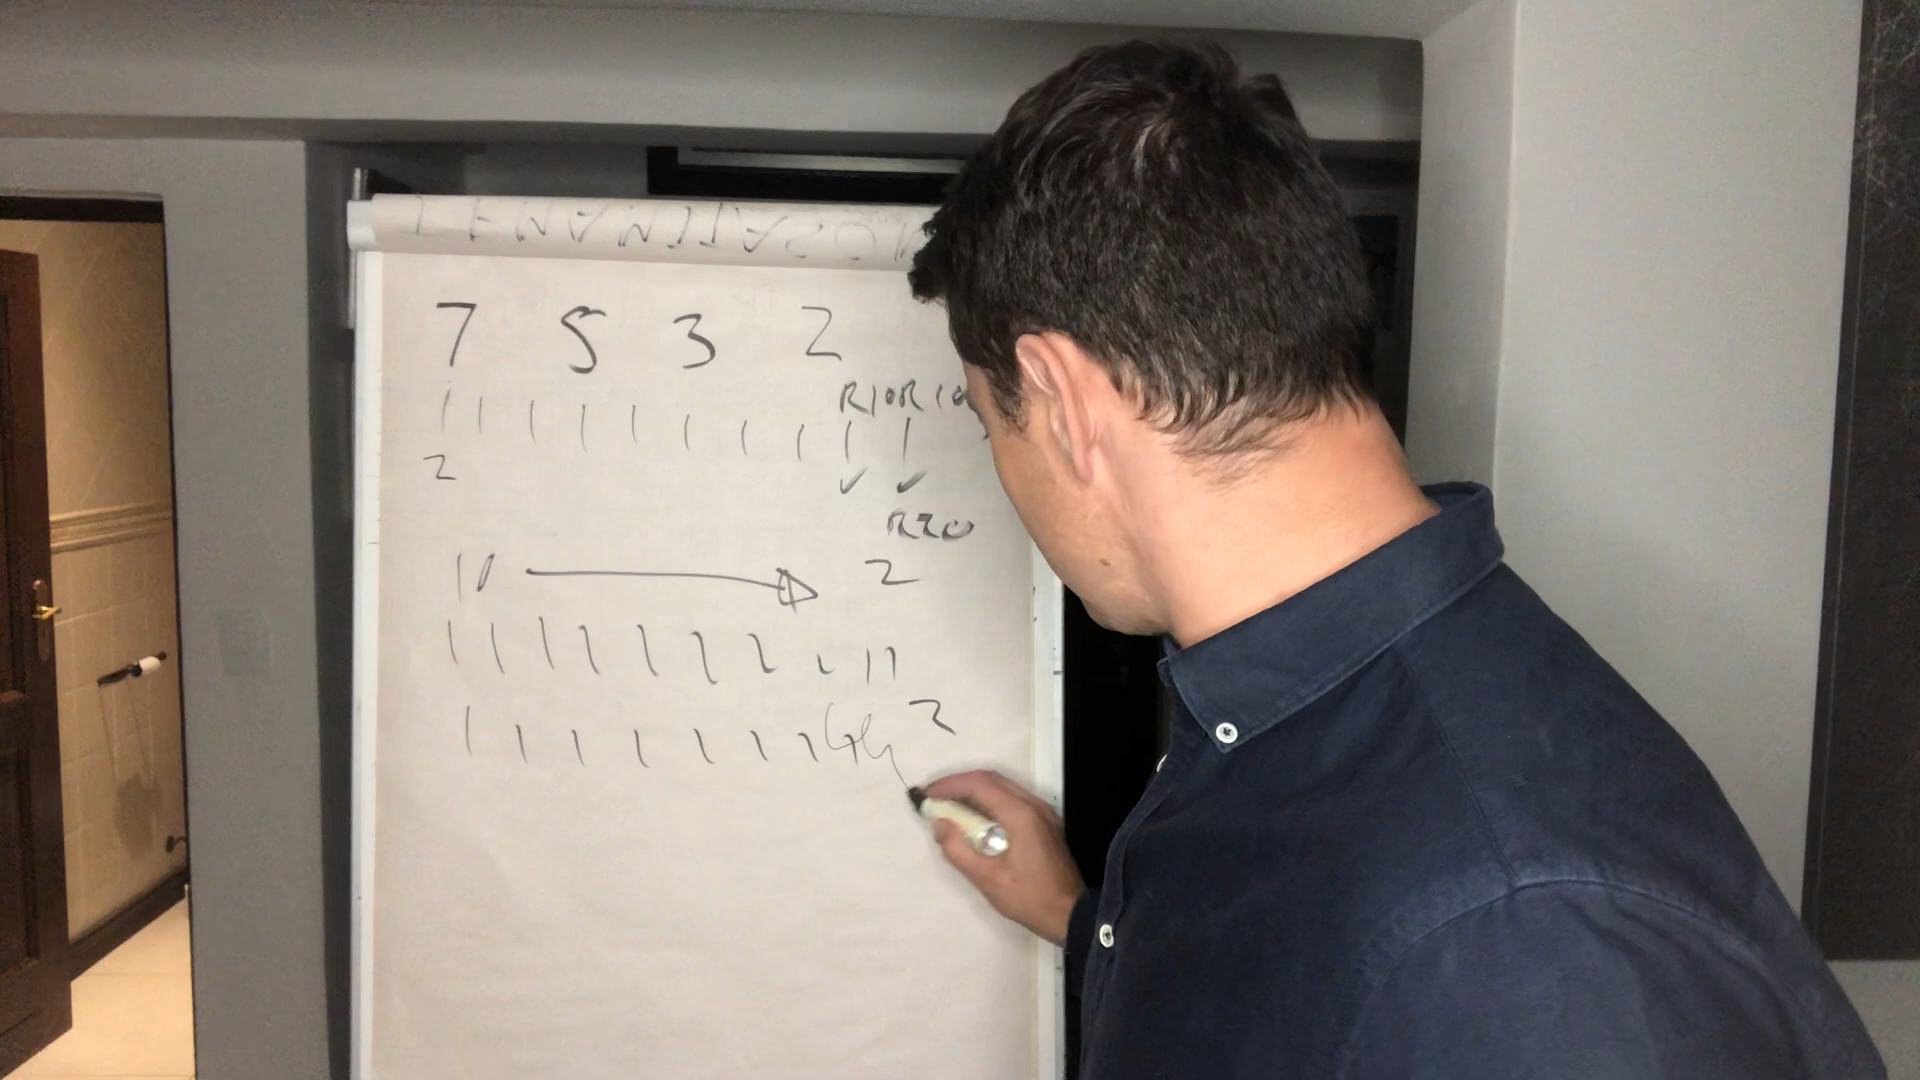 7 5 3 2
R10 R10
| | | | | | | | | |
2 ✓ ✓
R20
10 → 2
| | | | | | | | | |
| | | | | | | 2